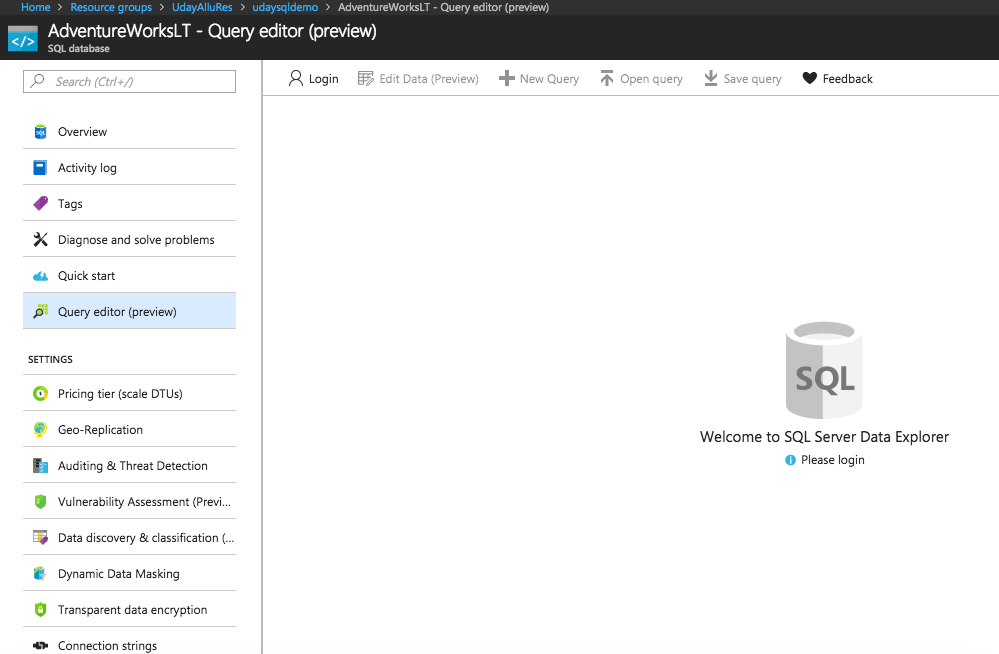 Home > Resource groups > UdayAlluRes > udaysqldemo > AdventureWorksLT - Query editor (preview)
</>
AdventureWorksLT - Query editor (preview)
SQL database
Search (Ctrl+/)
Overview
Activity log
Tags
Diagnose and solve problems
Quick start
Query editor (preview)
SETTINGS
Pricing tier (scale DTUs)
Geo-Replication
Auditing & Threat Detection
Vulnerability Assessment (Previ...
Data discovery & classification (...
Dynamic Data Masking
Transparent data encryption
Connection strings
Login Edit Data (Preview) New Query Open query Save query Feedback
SQL
Welcome to SQL Server Data Explorer
Please login